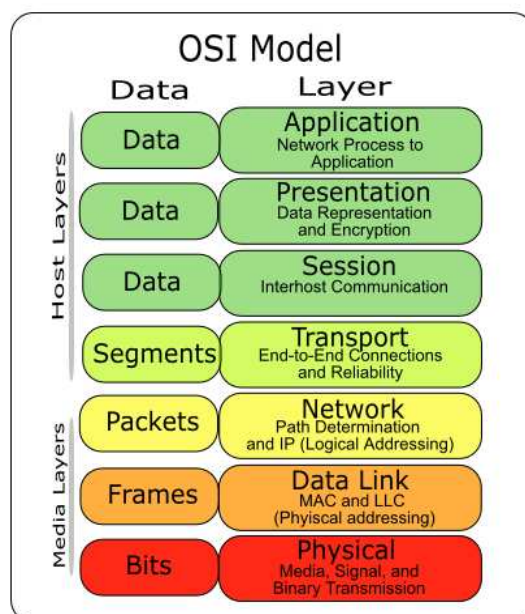 OSI Model
Data Layer
Host Layers
Data
Application
Network Process to
Application
Data
Presentation
Data Representation
and Encryption
Data
Session
Interhost Communication
Segments
Transport
End-to-End Connections
and Reliability
Media Layers
Packets
Network
Path Determination
and IP (Logical Addressing)
Frames
Data Link
MAC and LLC
(Phyiscal addressing)
Bits
Physical
Media, Signal, and
Binary Transmission